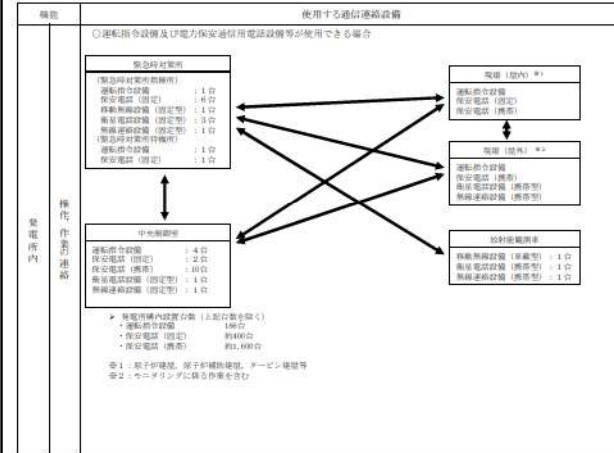 機能
使用する通信連絡設備
○運転指令設備及び電力保安通信用電話設備等が使用できる場合
緊急時対策所
(緊急時対策所指揮所)
運転指令設備 :1台
保安電話(固定) :6台
移動無線設備(固定型) :1台
衛星電話設備(固定型) :3台
無線連絡設備(固定型) :1台
(緊急時対策所待機所)
運転指令設備 :1台
保安電話(固定) :1台
現場(屋内)※1
運転指令設備
保安電話(固定)
保安電話(携帯)
現場(屋外)※2
運転指令設備
保安電話(携帯)
衛星電話設備(携帯型)
無線連絡設備(携帯型)
発電所内
操作、作業の連絡
中央制御室
運転指令設備 :4台
保安電話(固定) :2台
保安電話(携帯) :10台
衛星電話設備(固定型) :1台
無線連絡設備(固定型) :1台
放射能観測車
移動無線設備(車載型) :1台
衛星電話設備(携帯型) :1台
無線連絡設備(携帯型) :1台
➤ 発電所構内設置台数(上記台数を除く)
・運転指令設備 186台
・保安電話(固定) 約400台
・保安電話(携帯) 約1,600台
※1:原子炉建屋、原子炉補助建屋、タービン建屋等
※2:モニタリングに係る作業を含む